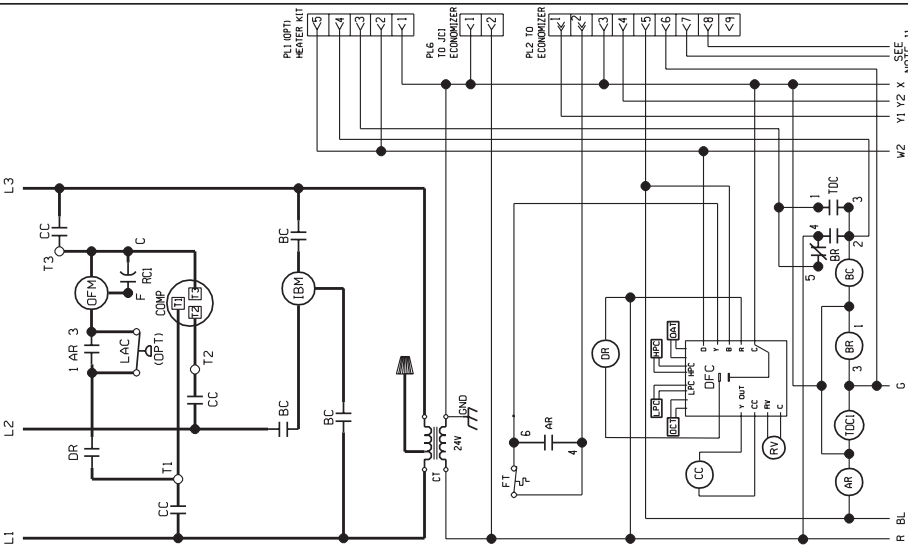 PL1 (OPT)
HEATER KIT
<5
<4
<3
<2
<1
PL6
TO JC1
ECONOMIZER
<1
<2
PL2 TO
ECONOMIZER
<1
<2
<3
<4
<5
<6
<7
<8
<9
L3
L2
L1
CC
T3
OFM
C
RC1
F
COMP
T1
T2
T3
1 (AR 3
LAC
(OPT)
T2
CC
DR
T1
CC
BC
IBM
BC
BC
GND
24V
CT
6
AR
4
FT
DR
OAT
HPC
LPC
OCT
LPC HPC
DFC
Y OUT
CC
RV
C
D
Y
B
R
C
CC
RV
1
TDC
3
4
BR
2
5
BC
1
BR
3
TDC1
AR
SEE
NOTE 11
X
Y2
Y1
W2
G
BL
R